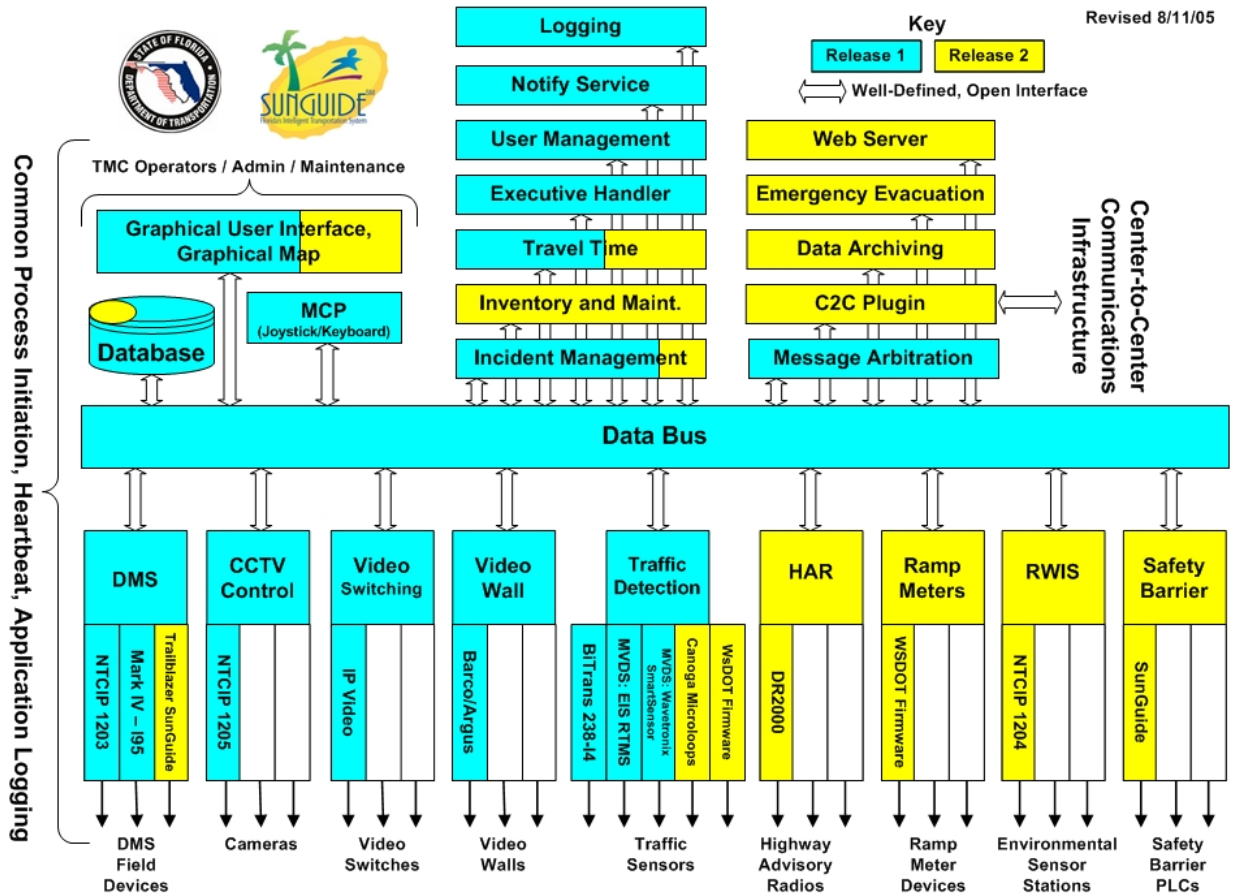 Revised 8/11/05
Key
Release 1
Release 2
Well-Defined, Open Interface
STATE OF FLORIDA
DEPARTMENT OF TRANSPORTATION
SUNGUIDE
SM
Florida's Intelligent Transportation System
Common Process Initiation, Heartbeat, Application Logging
TMC Operators / Admin / Maintenance
Graphical User Interface,
Graphical Map
Database
MCP
(Joystick/Keyboard)
Logging
Notify Service
User Management
Executive Handler
Travel Time
Inventory and Maint.
Incident Management
Web Server
Emergency Evacuation
Data Archiving
C2C Plugin
Message Arbitration
Center-to-Center
Communications
Infrastructure
Data Bus
DMS
NTCIP 1203
Mark IV – I95
Trailblazer SunGuide
DMS
Field
Devices
CCTV
Control
NTCIP 1205
Cameras
Video
Switching
IP Video
Video
Switches
Video
Wall
Barco/Argus
Video
Walls
Traffic
Detection
BiTrans 238-I4
MVDS: EIS RTMS
MVDS: Wavetronix
SmartSensor
Canoga Microloops
WsDOT Firmware
Traffic
Sensors
HAR
DR2000
Highway
Advisory
Radios
Ramp
Meters
WSDOT Firmware
Ramp
Meter
Devices
RWIS
NTCIP 1204
Environmental
Sensor
Stations
Safety
Barrier
SunGuide
Safety
Barrier
PLCs